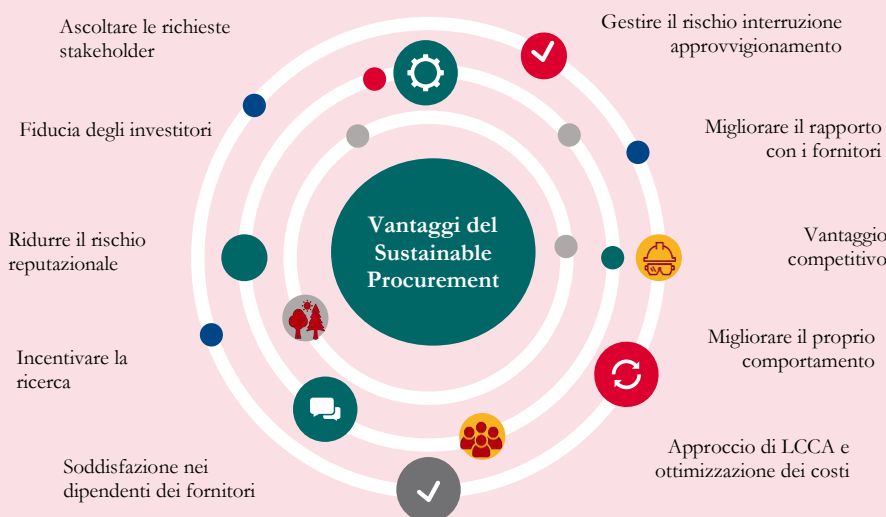 Ascoltare le richieste
stakeholder
Fiducia degli investitori
Ridurre il rischio
reputazionale
Incentivare la
ricerca
Soddisfazione nei
dipendenti dei fornitori
Vantaggi del
Sustainable
Procurement
Gestire il rischio interruzione
approvvigionamento
Migliorare il rapporto
con i fornitori
Vantaggio
competitivo
Migliorare il proprio
comportamento
Approccio di LCCA e
ottimizzazione dei costi